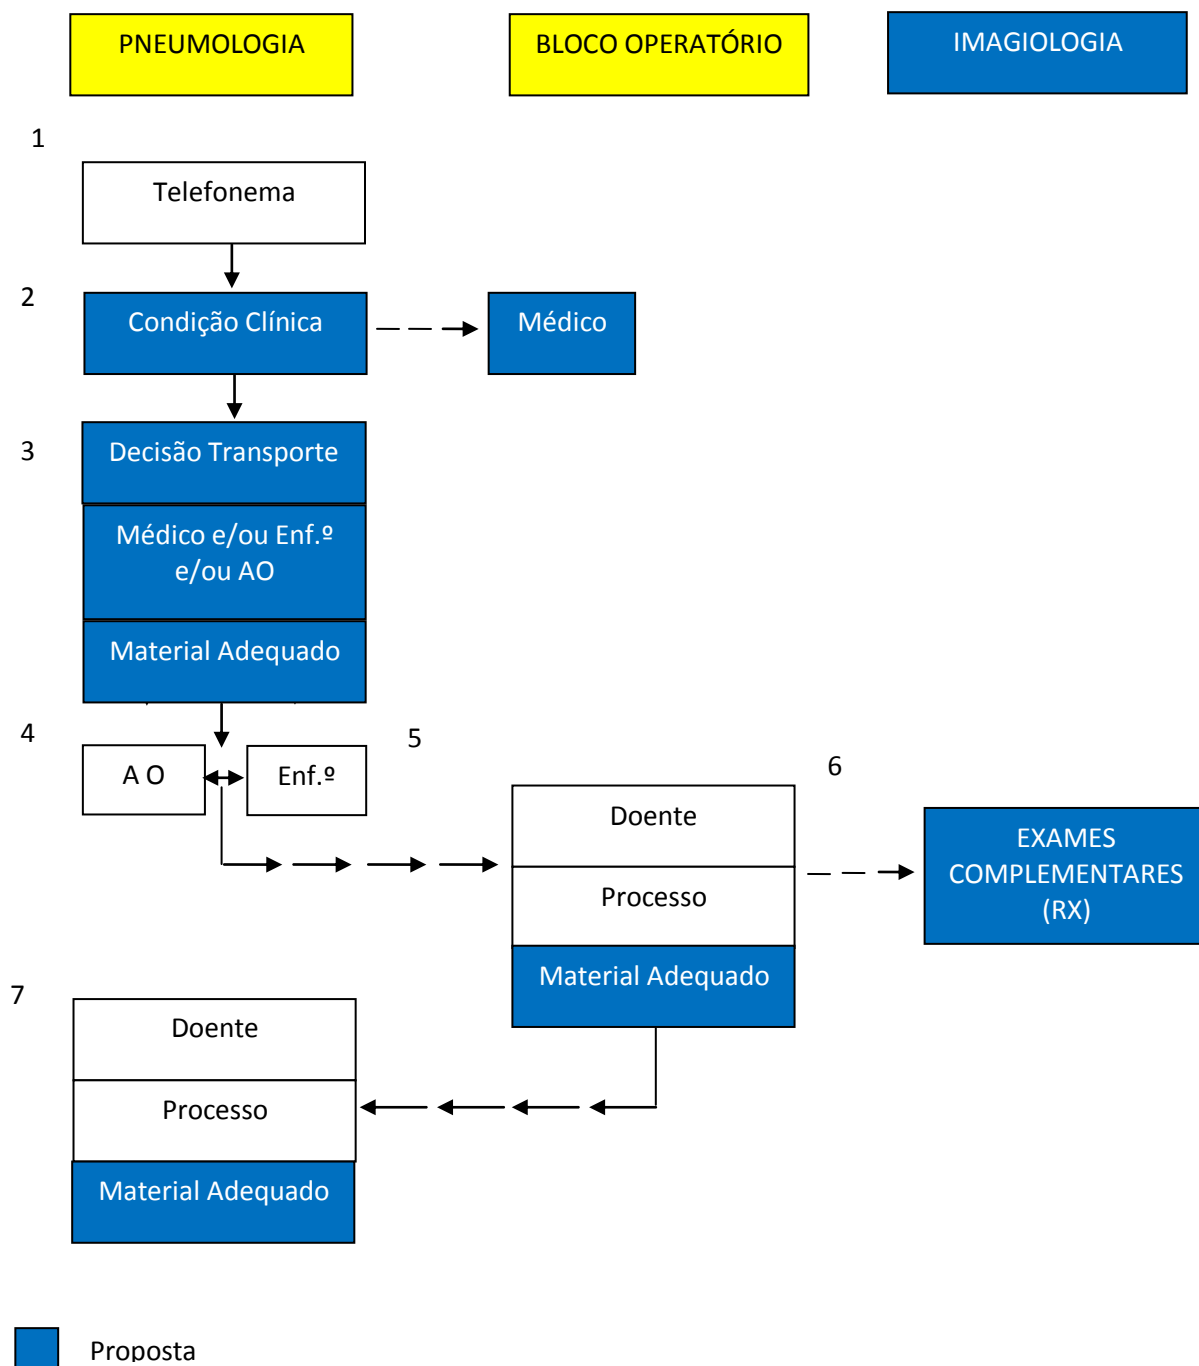 PNEUMOLOGIA
BLOCO OPERATÓRIO
IMAGIOLOGIA
1
Telefonema
2
Condição Clínica
Médico
3
Decisão Transporte
Médico e/ou Enf.º
e/ou AO
Material Adequado
4
A O
Enf.º
5
Doente
Processo
Material Adequado
6
EXAMES
COMPLEMENTARES
(RX)
7
Doente
Processo
Material Adequado
Proposta